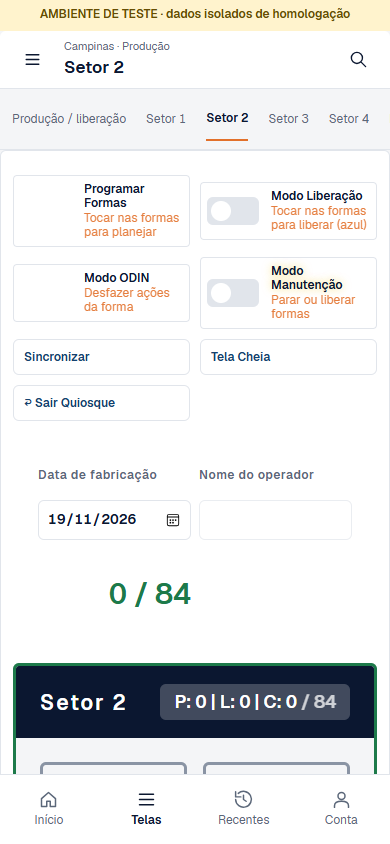 AMBIENTE DE TESTE · dados isolados de homologação
Campinas · Produção
Setor 2
Produção / liberação
Setor 1
Setor 2
Setor 3
Setor 4
Programar
Formas
Tocar nas formas
para planejar
Modo Liberação
Tocar nas formas
para liberar (azul)
Modo ODIN
Desfazer ações
da forma
Modo
Manutenção
Parar ou liberar
formas
Sincronizar
Tela Cheia
Sair Quiosque
Data de fabricação
Nome do operador
19/11/2026
0 / 84
Setor 2
P: 0 | L: 0 | C: 0 / 84
Início
Telas
Recentes
Conta